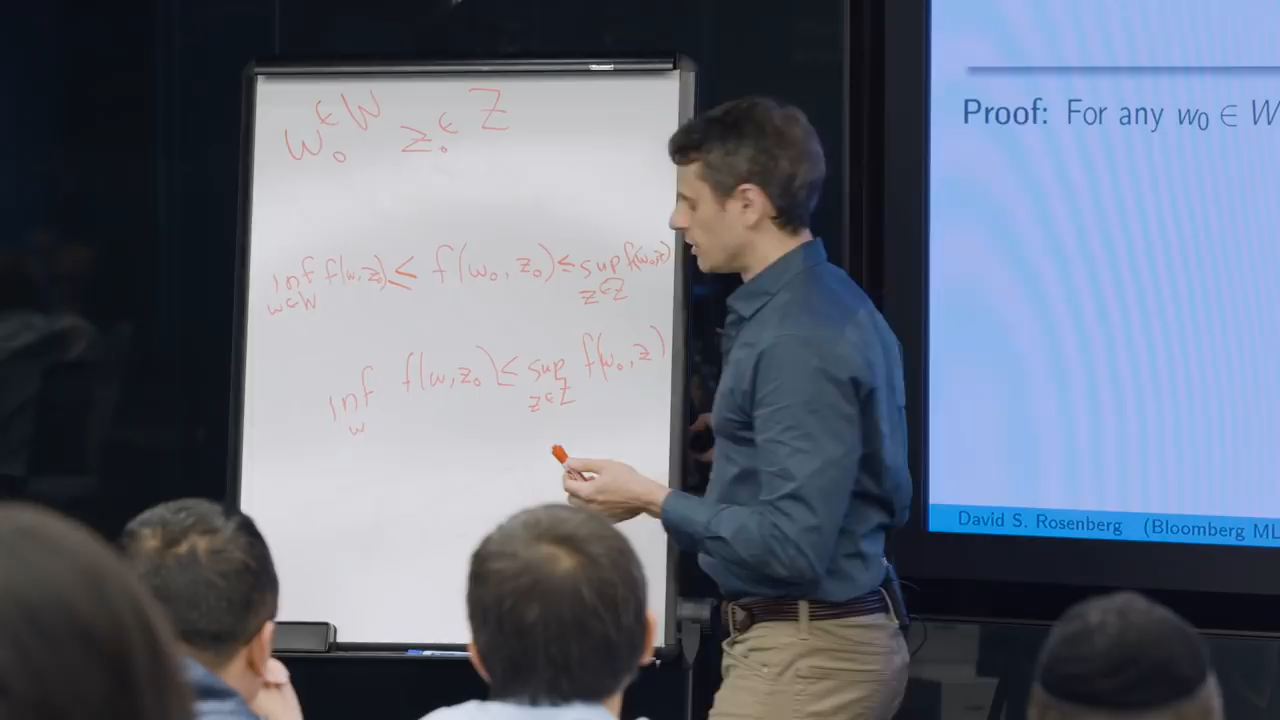 w₀ ∈ W z₀ ∈ Z
inf f(w,z₀) ≤ f(w₀,z₀) ≤ sup f(w₀,z)
w∈W z∈Z
inf f(w,z₀) ≤ sup f(w₀,z)
w z∈Z
Proof: For any w₀ ∈ W
David S. Rosenberg (Bloomberg ML